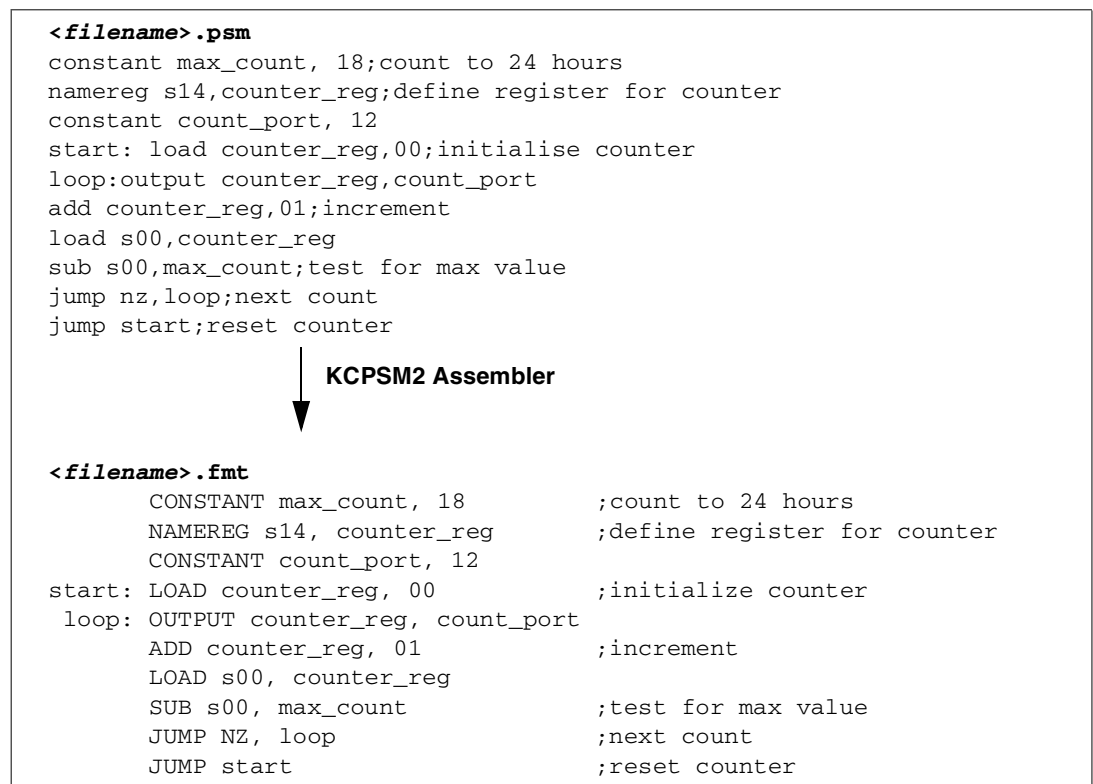 <filename>.psm
constant max_count, 18;count to 24 hours
namereg s14,counter_reg;define register for counter
constant count_port, 12
start: load counter_reg,00;initialise counter
loop:output counter_reg,count_port
add counter_reg,01;increment
load s00,counter_reg
sub s00,max_count;test for max value
jump nz,loop;next count
jump start;reset counter
KCPSM2 Assembler
<filename>.fmt
CONSTANT max_count, 18 ;count to 24 hours
NAMEREG s14, counter_reg ;define register for counter
CONSTANT count_port, 12
start: LOAD counter_reg, 00 ;initialize counter
loop: OUTPUT counter_reg, count_port
ADD counter_reg, 01 ;increment
LOAD s00, counter_reg
SUB s00, max_count ;test for max value
JUMP NZ, loop ;next count
JUMP start ;reset counter